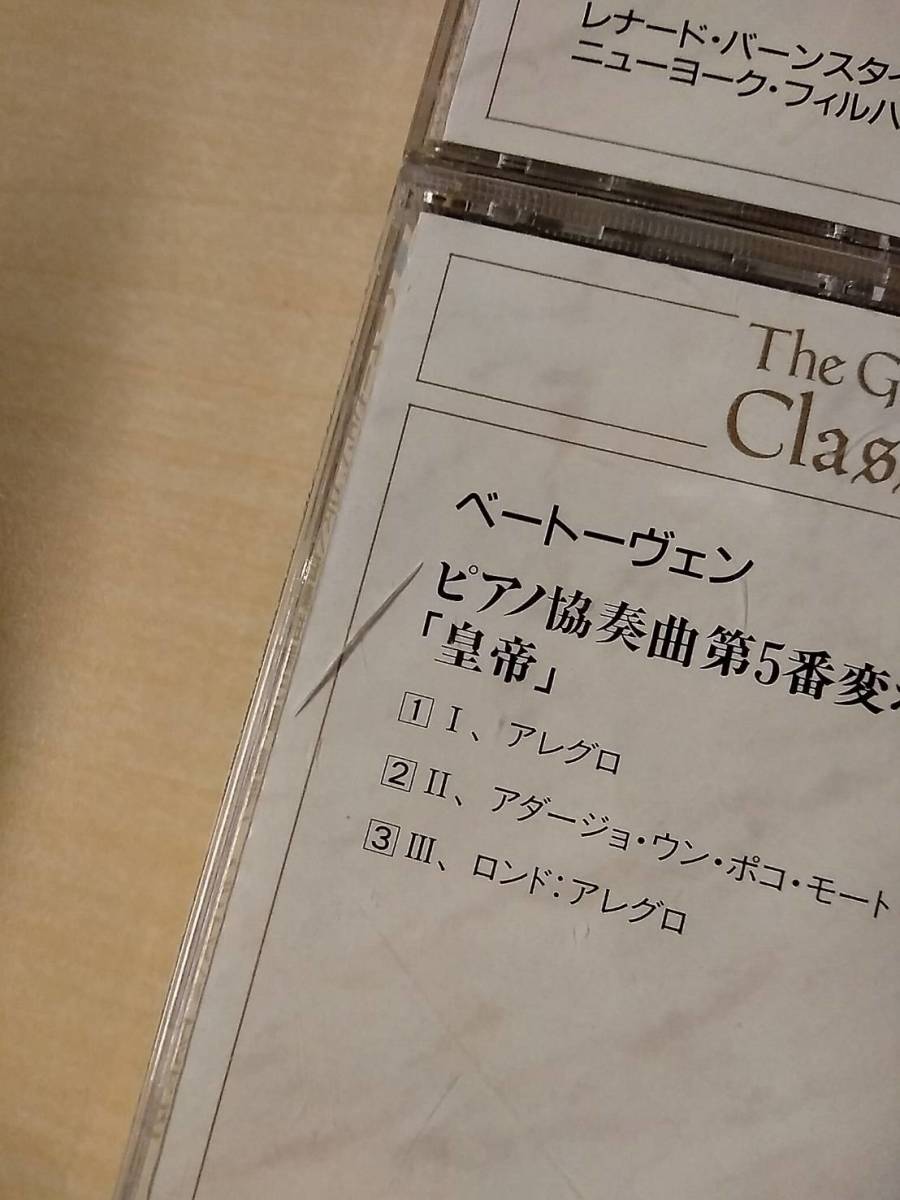 レナード・バーンスタイ
ニューヨーク・フィルハ
The G
Clas
ベートーヴェン
ピアノ協奏曲第5番変
「皇帝」
1 I、アレグロ
2 II、アダージョ・ウン・ポコ・モート
3 III、ロンド:アレグロ